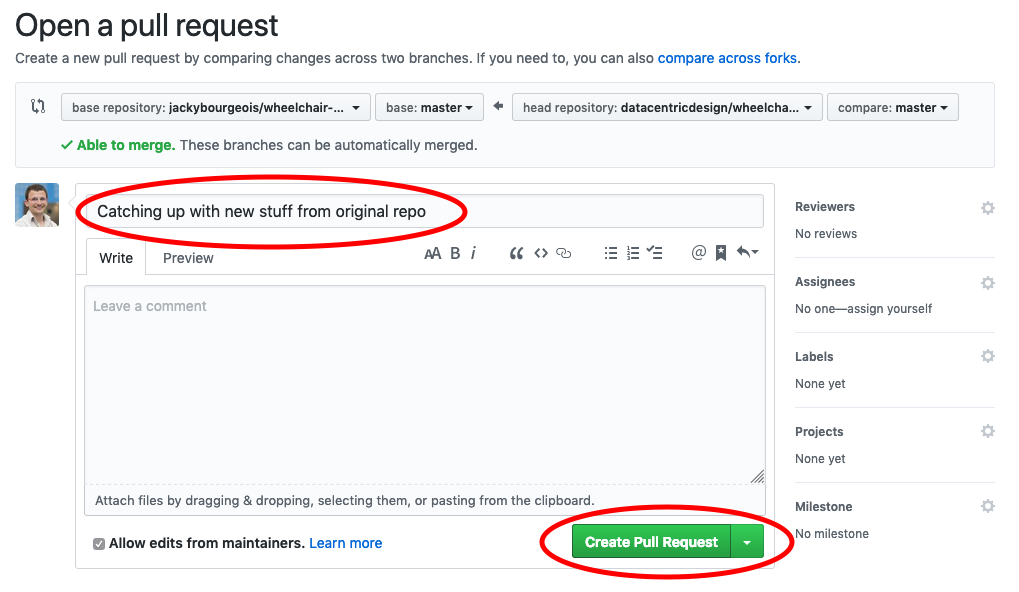 Open a pull request
Create a new pull request by comparing changes across two branches. If you need to, you can also compare across forks.
base repository: jackybourgeois/wheelchair-... base: master head repository: datacentricdesign/wheelcha... compare: master
Able to merge. These branches can be automatically merged.
Catching up with new stuff from original repo
Write Preview AA B i
Leave a comment
Attach files by dragging & dropping, selecting them, or pasting from the clipboard.
Allow edits from maintainers. Learn more
Create Pull Request
Reviewers
No reviews
Assignees
No one—assign yourself
Labels
None yet
Projects
None yet
Milestone
No milestone